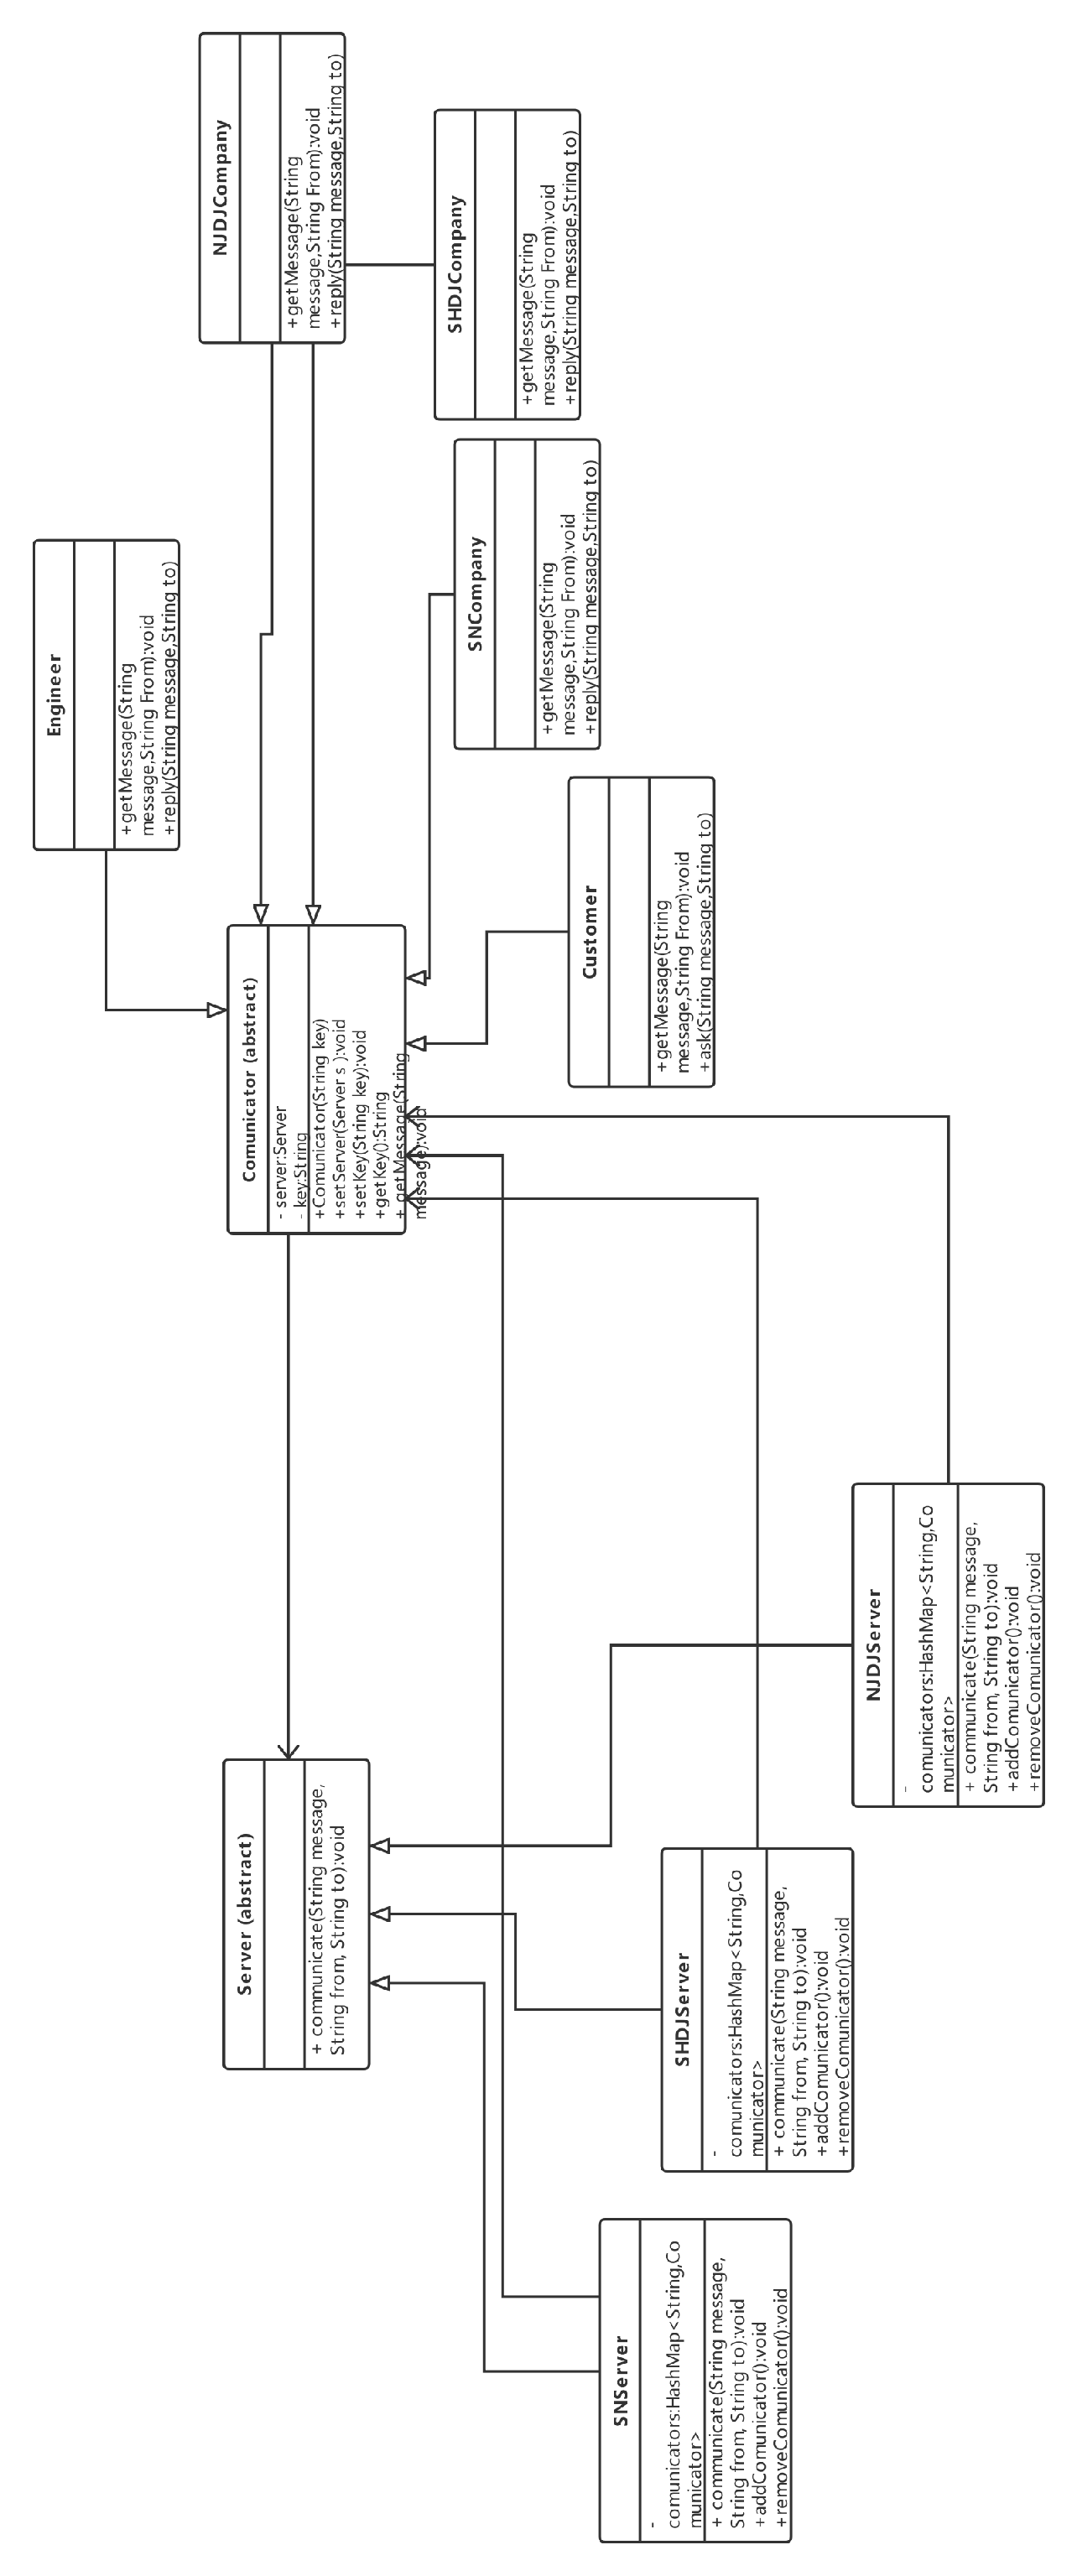 Server (abstract)
+ communicate(String message,
String from, String to):void
Comunicator (abstract)
- server:Server
- key:String
+Comunicator(String key)
+setServer(Server s ):void
+setKey(String key):void
+getKey():String
+ getMessage(String
message):void
Engineer
+getMessage(String
message,String From):void
+reply(String message,String to)
NJDJCompany
+getMessage(String
message,String From):void
+reply(String message,String to)
SHDJCompany
+getMessage(String
message,String From):void
+reply(String message,String to)
SNCompany
+getMessage(String
message,String From):void
+reply(String message,String to)
Customer
+getMessage(String
message,String From):void
+ask(String message,String to)
SNServer
-
comunicators:HashMap<String,Co
municator>
+ communicate(String message,
String from, String to):void
+addComunicator():void
+removeComunicator():void
SHDJServer
-
comunicators:HashMap<String,Co
municator>
+ communicate(String message,
String from, String to):void
+addComunicator():void
+removeComunicator():void
NJDJServer
-
comunicators:HashMap<String,Co
municator>
+ communicate(String message,
String from, String to):void
+addComunicator():void
+removeComunicator():void